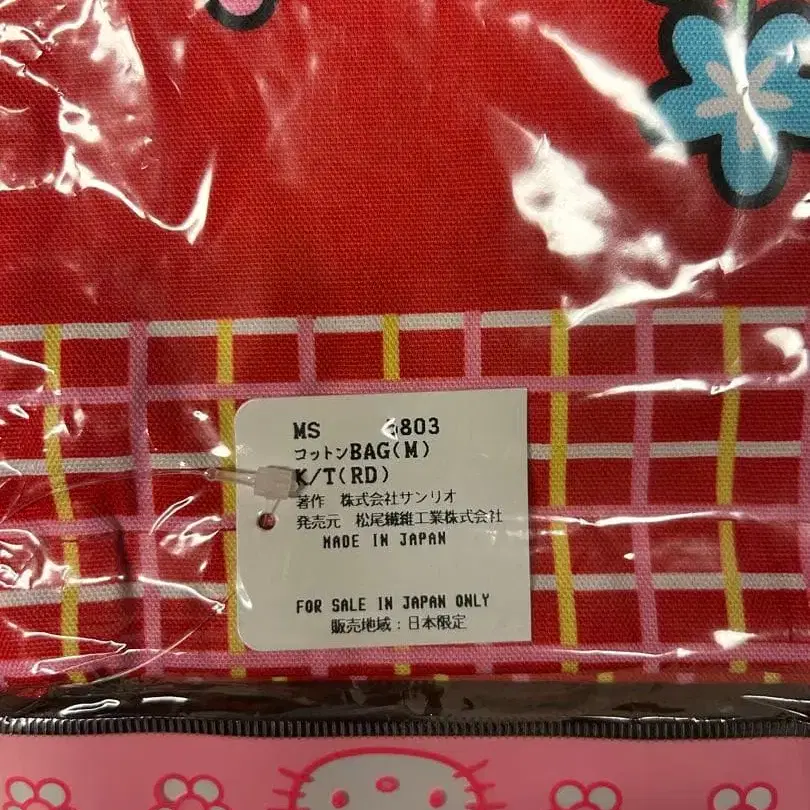 MS 6803
コットンBAG(M)
K/T(RD)
著作 株式会社サンリオ
発売元 松尾繊維工業株式会社
MADE IN JAPAN
FOR SALE IN JAPAN ONLY
販売地域：日本限定